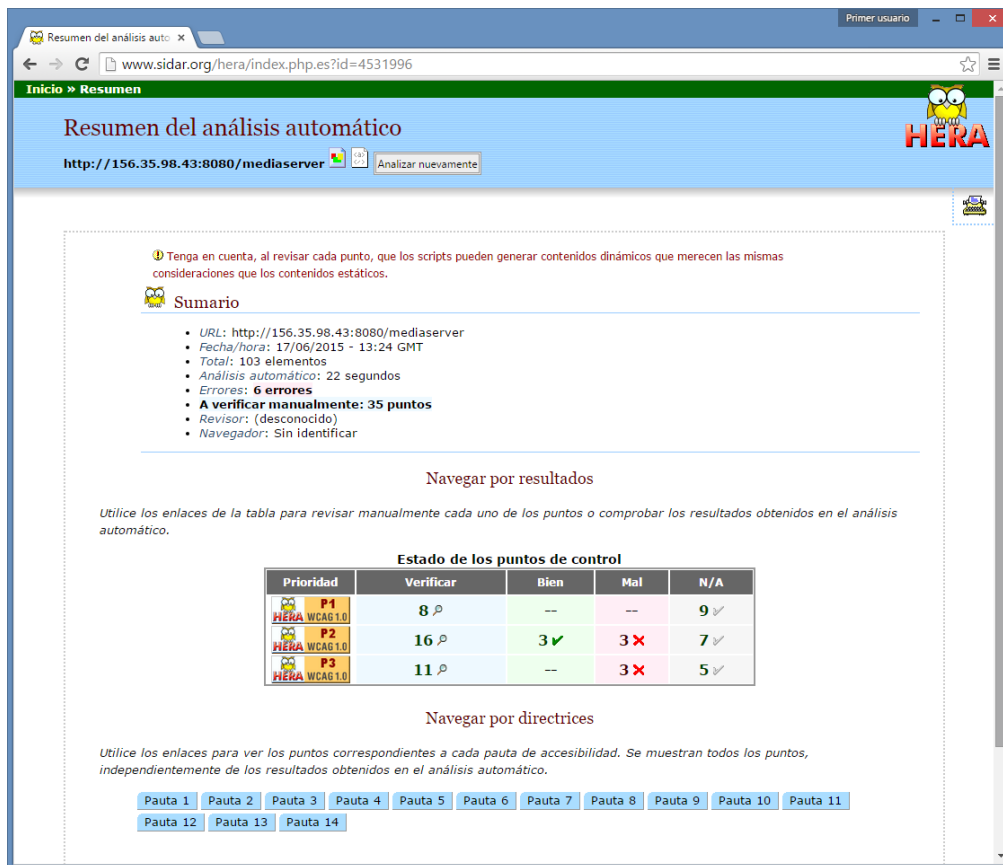 Primer usuario
Resumen del análisis auto
www.sidar.org/hera/index.php.es?id=4531996
Inicio » Resumen
HERA
Resumen del análisis automático
http://156.35.98.43:8080/mediaserver Analizar nuevamente
Tenga en cuenta, al revisar cada punto, que los scripts pueden generar contenidos dinámicos que merecen las mismas
consideraciones que los contenidos estáticos.
Sumario
• URL: http://156.35.98.43:8080/mediaserver
• Fecha/hora: 17/06/2015 - 13:24 GMT
• Total: 103 elementos
• Análisis automático: 22 segundos
• Errores: 6 errores
• A verificar manualmente: 35 puntos
• Revisor: (desconocido)
• Navegador: Sin identificar
Navegar por resultados
Utilice los enlaces de la tabla para revisar manualmente cada uno de los puntos o comprobar los resultados obtenidos en el análisis
automático.
Estado de los puntos de control
Prioridad Verificar Bien Mal N/A
HERA P1 WCAG 1.0 8 -- -- 9
HERA P2 WCAG 1.0 16 3 3 7
HERA P3 WCAG 1.0 11 -- 3 5
Navegar por directrices
Utilice los enlaces para ver los puntos correspondientes a cada pauta de accesibilidad. Se muestran todos los puntos,
independientemente de los resultados obtenidos en el análisis automático.
Pauta 1 Pauta 2 Pauta 3 Pauta 4 Pauta 5 Pauta 6 Pauta 7 Pauta 8 Pauta 9 Pauta 10 Pauta 11
Pauta 12 Pauta 13 Pauta 14